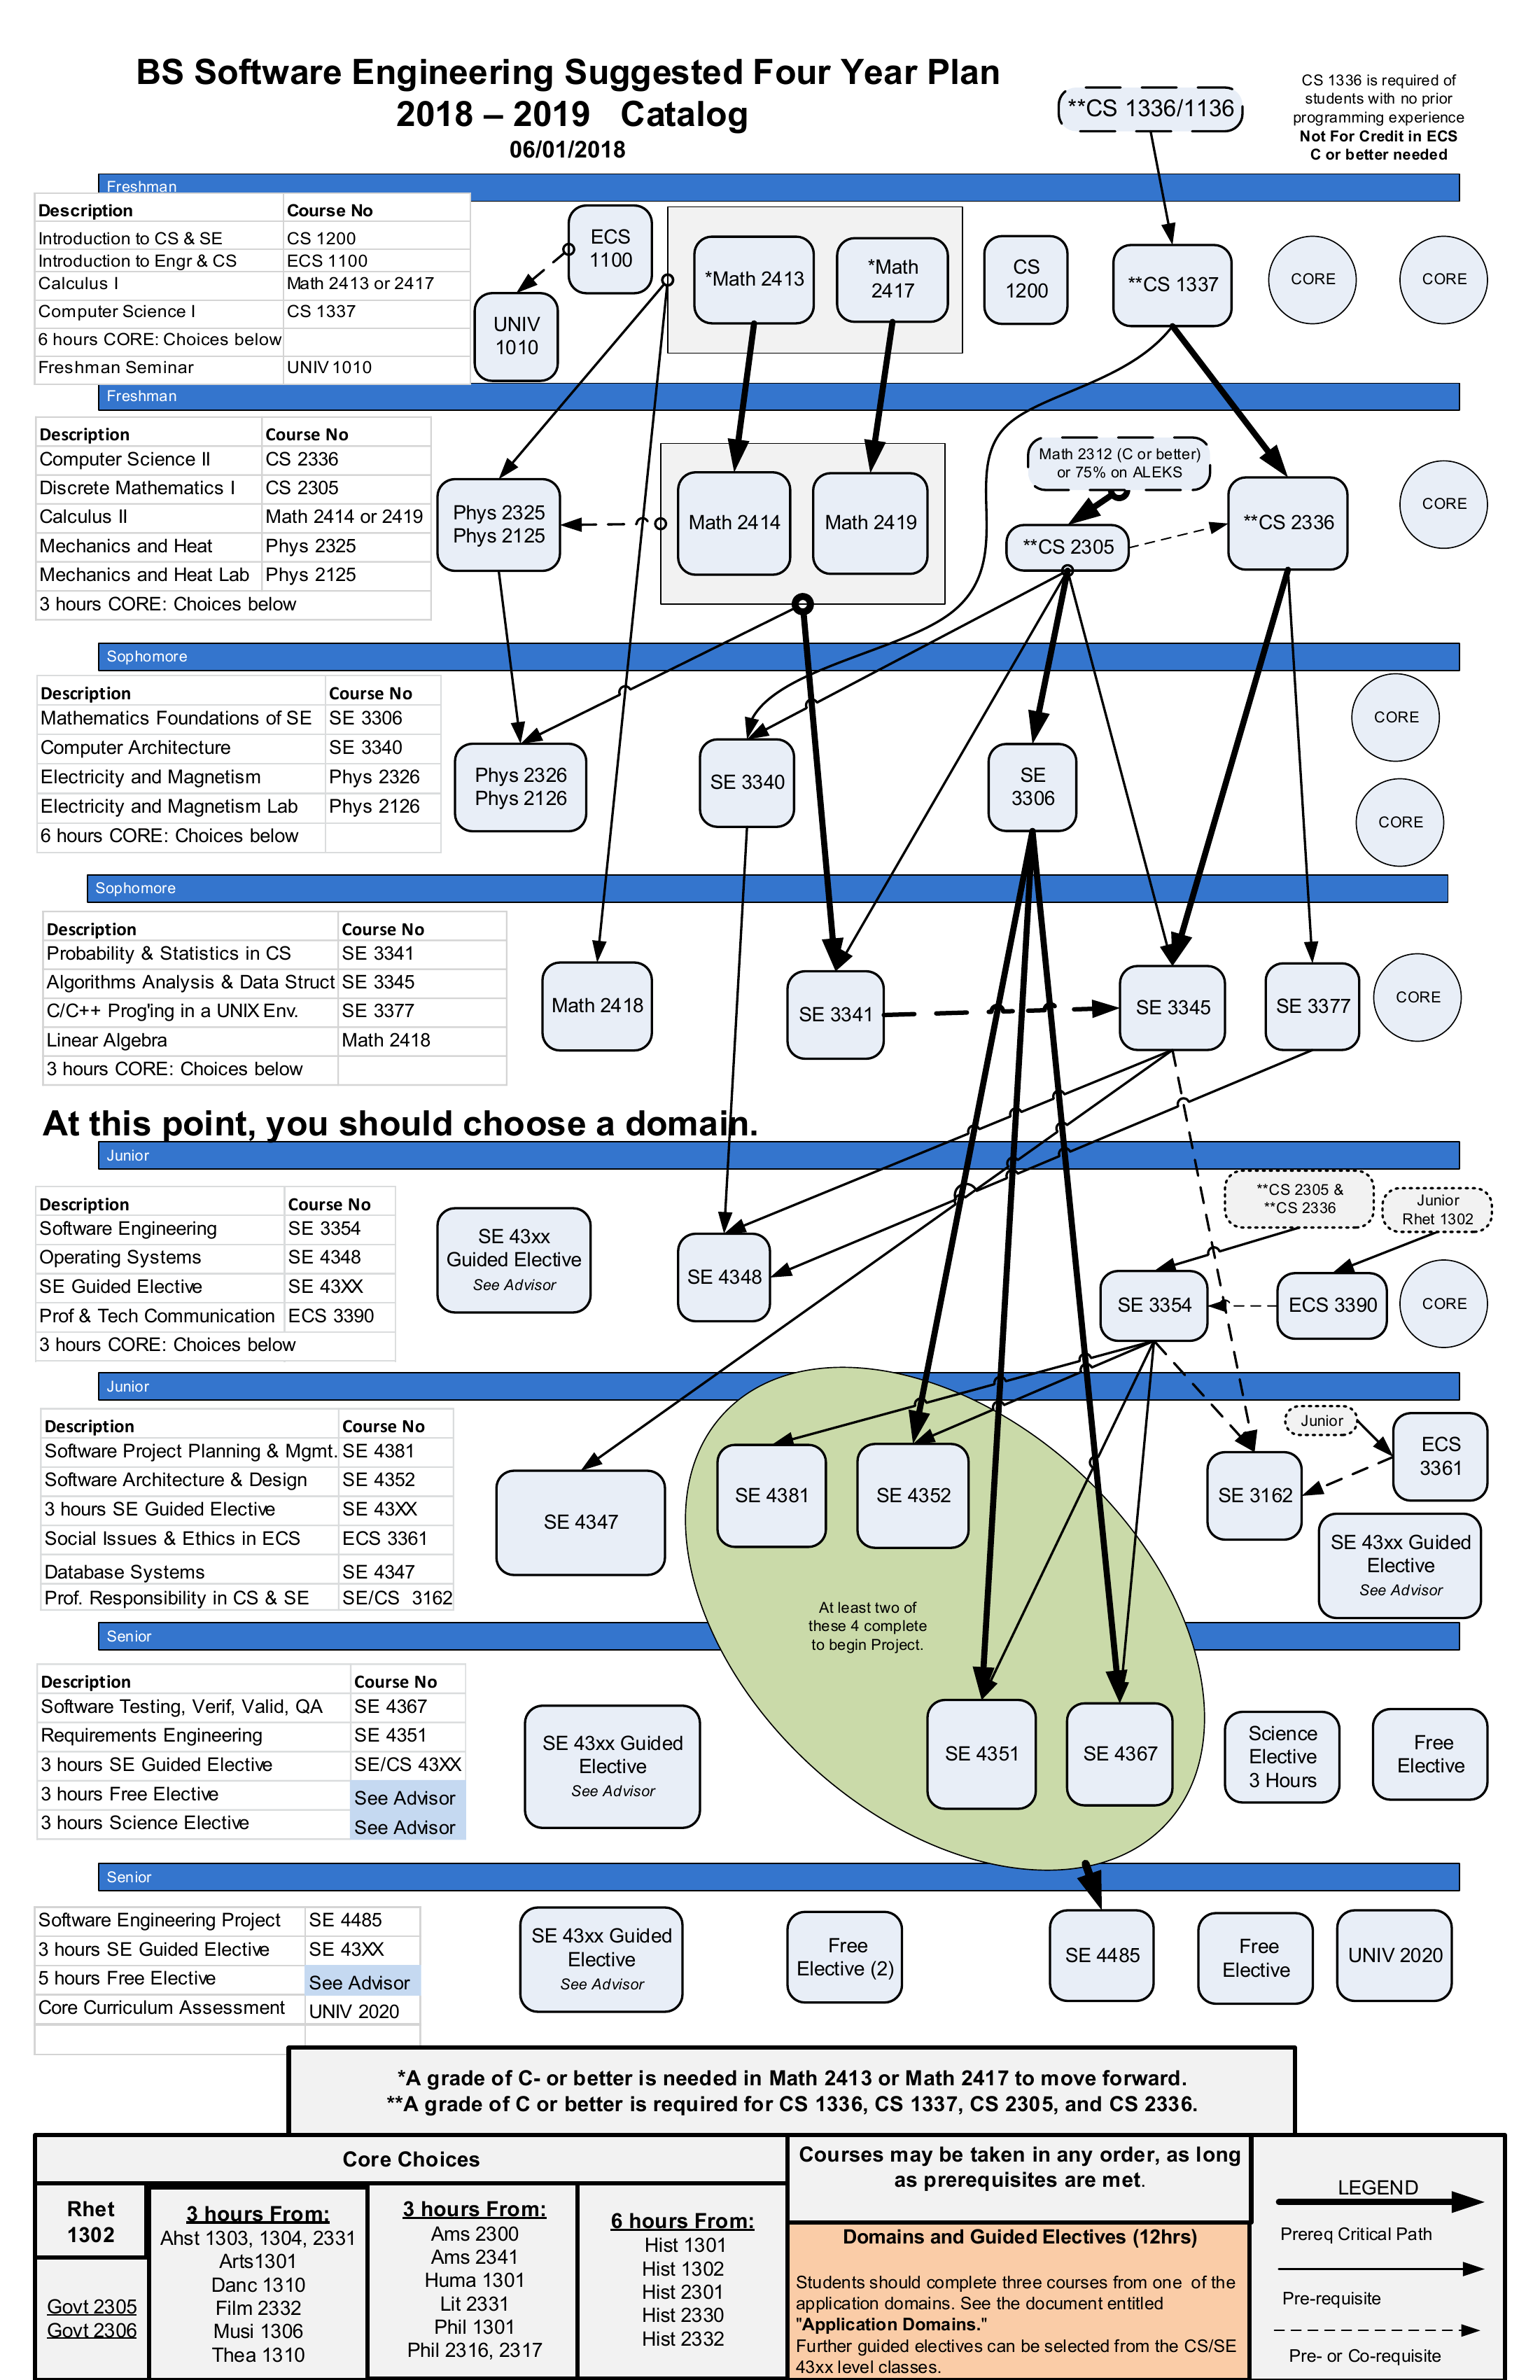 BS Software Engineering Suggested Four Year Plan
2018 – 2019   Catalog
06/01/2018
**CS 1336/1136
CS 1336 is required of
students with no prior
programming experience
Not For Credit in ECS
C or better needed
Freshman
Description Course No
Introduction to CS & SE CS 1200
Introduction to Engr & CS ECS 1100
Calculus I Math 2413 or 2417
Computer Science I CS 1337
6 hours CORE: Choices below
Freshman Seminar UNIV 1010
ECS
1100
UNIV
1010
*Math 2413
*Math
2417
CS
1200
**CS 1337
CORE
CORE
Freshman
Description Course No
Computer Science II CS 2336
Discrete Mathematics I CS 2305
Calculus II Math 2414 or 2419
Mechanics and Heat Phys 2325
Mechanics and Heat Lab Phys 2125
3 hours CORE: Choices below
Phys 2325
Phys 2125
Math 2414
Math 2419
Math 2312 (C or better)
or 75% on ALEKS
**CS 2305
**CS 2336
CORE
Sophomore
Description Course No
Mathematics Foundations of SE SE 3306
Computer Architecture SE 3340
Electricity and Magnetism Phys 2326
Electricity and Magnetism Lab Phys 2126
6 hours CORE: Choices below
Phys 2326
Phys 2126
SE 3340
SE
3306
CORE
CORE
Sophomore
Description Course No
Probability & Statistics in CS SE 3341
Algorithms Analysis & Data Struct SE 3345
C/C++ Prog'ing in a UNIX Env. SE 3377
Linear Algebra Math 2418
3 hours CORE: Choices below
Math 2418
SE 3341
SE 3345
SE 3377
CORE
At this point, you should choose a domain.
Junior
Description Course No
Software Engineering SE 3354
Operating Systems SE 4348
SE Guided Elective SE 43XX
Prof & Tech Communication ECS 3390
3 hours CORE: Choices below
SE 43xx
Guided Elective
See Advisor
SE 4348
**CS 2305 &
**CS 2336
Junior
Rhet 1302
SE 3354
ECS 3390
CORE
Junior
Description Course No
Software Project Planning & Mgmt. SE 4381
Software Architecture & Design SE 4352
3 hours SE Guided Elective SE 43XX
Social Issues & Ethics in ECS ECS 3361
Database Systems SE 4347
Prof. Responsibility in CS & SE SE/CS  3162
SE 4347
SE 4381
SE 4352
SE 3162
Junior
ECS
3361
SE 43xx Guided
Elective
See Advisor
At least two of
these 4 complete
to begin Project.
Senior
Description Course No
Software Testing, Verif, Valid, QA SE 4367
Requirements Engineering SE 4351
3 hours SE Guided Elective SE/CS 43XX
3 hours Free Elective See Advisor
3 hours Science Elective See Advisor
SE 43xx Guided
Elective
See Advisor
SE 4351
SE 4367
Science
Elective
3 Hours
Free
Elective
Senior
Software Engineering Project SE 4485
3 hours SE Guided Elective SE 43XX
5 hours Free Elective See Advisor
Core Curriculum Assessment UNIV 2020
SE 43xx Guided
Elective
See Advisor
Free
Elective (2)
SE 4485
Free
Elective
UNIV 2020
*A grade of C- or better is needed in Math 2413 or Math 2417 to move forward.
**A grade of C or better is required for CS 1336, CS 1337, CS 2305, and CS 2336.
Core Choices
Rhet
1302
Govt 2305
Govt 2306
3 hours From:
Ahst 1303, 1304, 2331
Arts1301
Danc 1310
Film 2332
Musi 1306
Thea 1310
3 hours From:
Ams 2300
Ams 2341
Huma 1301
Lit 2331
Phil 1301
Phil 2316, 2317
6 hours From:
Hist 1301
Hist 1302
Hist 2301
Hist 2330
Hist 2332
Courses may be taken in any order, as long
as prerequisites are met.
Domains and Guided Electives (12hrs)
Students should complete three courses from one  of the
application domains. See the document entitled
"Application Domains."
Further guided electives can be selected from the CS/SE
43xx level classes.
LEGEND
Prereq Critical Path
Pre-requisite
Pre- or Co-requisite